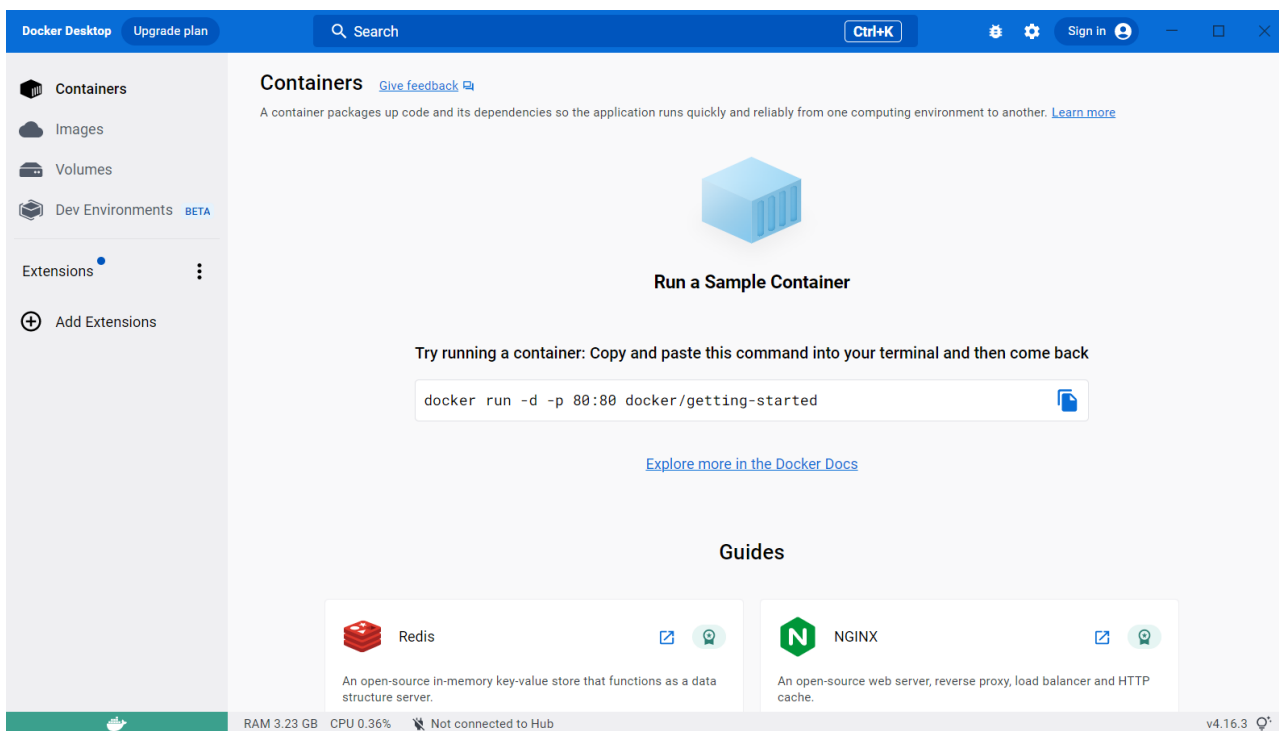 Docker Desktop Upgrade plan Search Ctrl+K Sign in
Containers
Images
Volumes
Dev Environments BETA
Extensions
Add Extensions
Containers Give feedback
A container packages up code and its dependencies so the application runs quickly and reliably from one computing environment to another. Learn more
Run a Sample Container
Try running a container: Copy and paste this command into your terminal and then come back
docker run -d -p 80:80 docker/getting-started
Explore more in the Docker Docs
Guides
Redis
An open-source in-memory key-value store that functions as a data
structure server.
N NGINX
An open-source web server, reverse proxy, load balancer and HTTP
cache.
RAM 3.23 GB CPU 0.36% Not connected to Hub v4.16.3